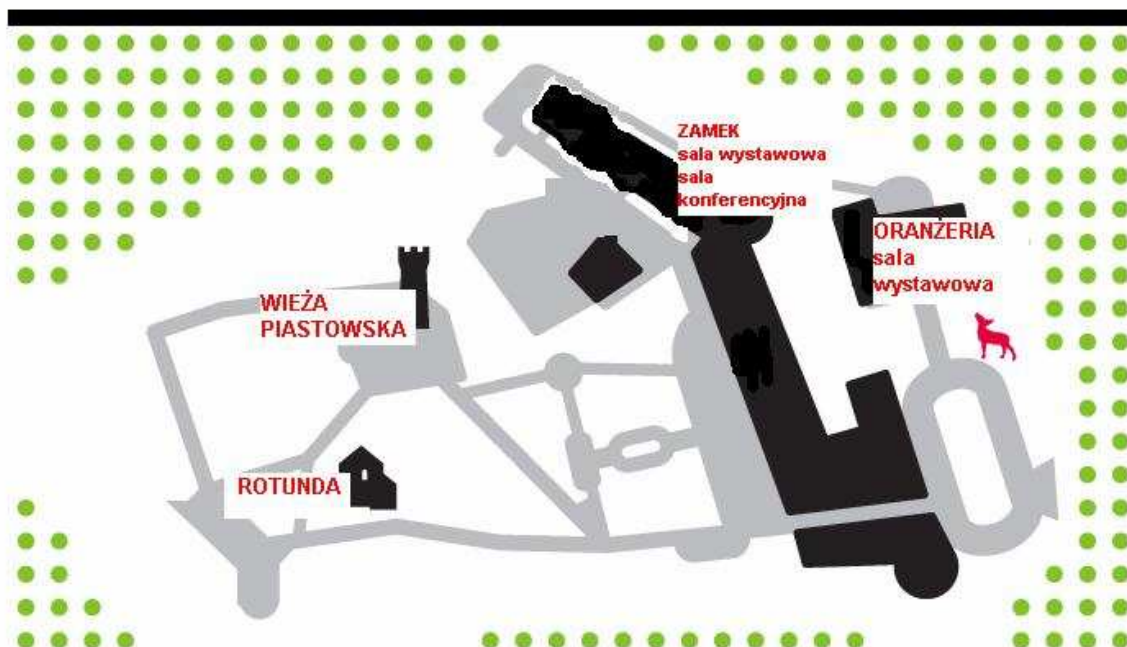 ZAMEK
sala wystawowa
sala
konferencyjna
ORANŻERIA
sala
wystawowa
WIEŻA
PIASTOWSKA
ROTUNDA